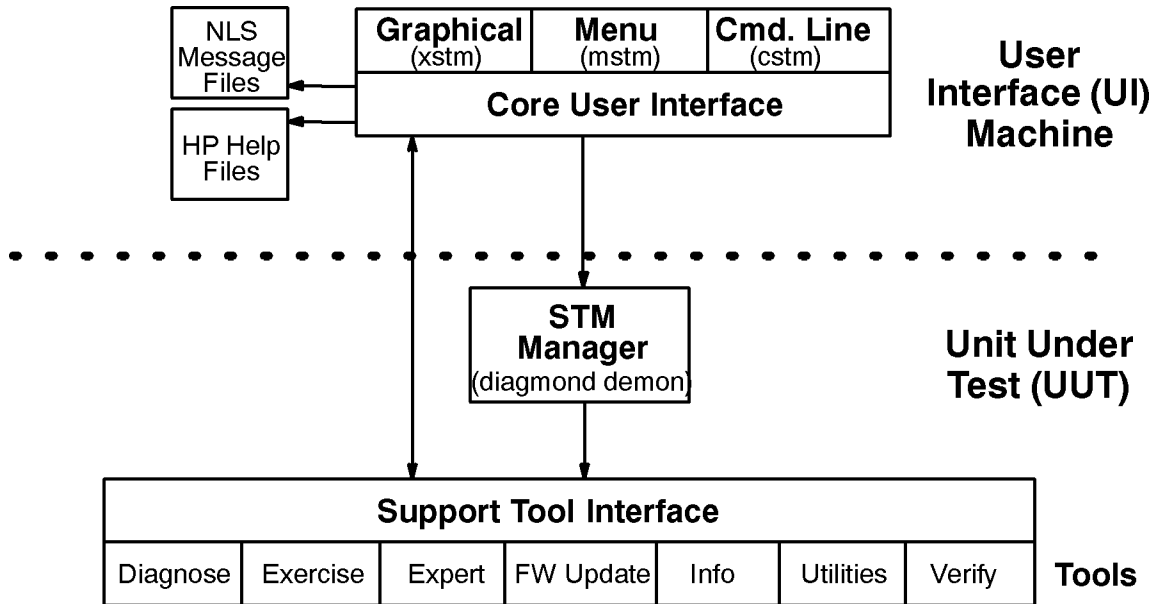 NLS
Message
Files
HP Help
Files
Graphical
(xstm)
Menu
(mstm)
Cmd. Line
(cstm)
Core User Interface
User
Interface (UI)
Machine
STM
Manager
(diagmond demon)
Unit Under
Test (UUT)
Support Tool Interface
Diagnose
Exercise
Expert
FW Update
Info
Utilities
Verify
Tools